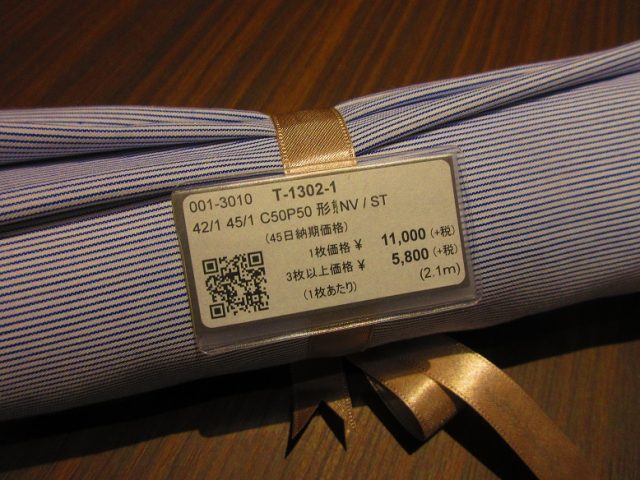 001-3010 T-1302-1
42/1 45/1 C50P50 形態NV / ST
(45日納期価格)
1枚価格 ¥ 11,000 (+税)
3枚以上価格 ¥ 5,800 (+税)
(1枚あたり) (2.1m)